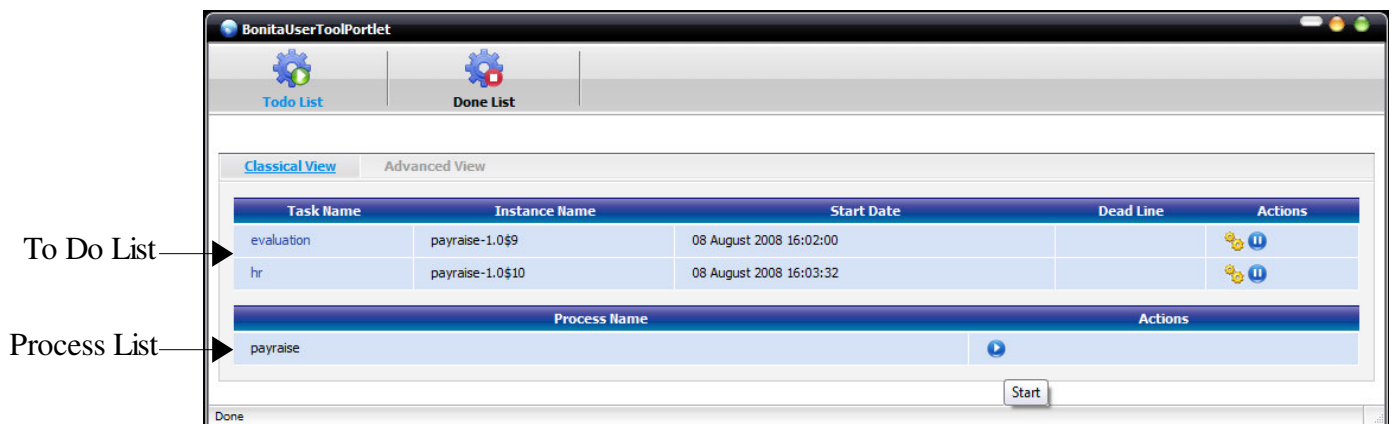 BonitaUserToolPortlet
Todo List Done List
Classical View Advanced View
Task Name Instance Name Start Date Dead Line Actions
To Do List
evaluation payraise-1.0$9 08 August 2008 16:02:00
hr payraise-1.0$10 08 August 2008 16:03:32
Process Name Actions
Process List
payraise
Start
Done